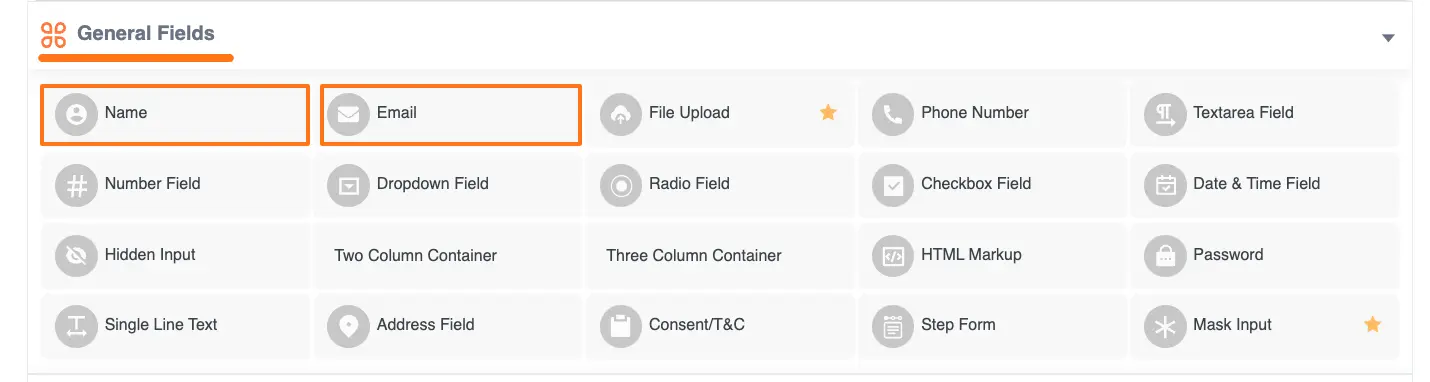 General Fields
Name
Email
File Upload
Phone Number
Textarea Field
Number Field
Dropdown Field
Radio Field
Checkbox Field
Date & Time Field
Hidden Input
Two Column Container
Three Column Container
HTML Markup
Password
Single Line Text
Address Field
Consent/T&C
Step Form
Mask Input